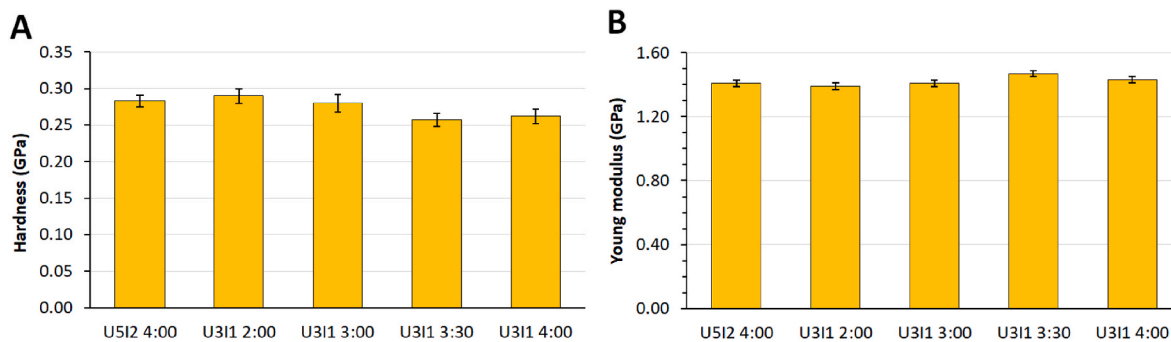 A
Hardness (GPa)
0.35
0.30
0.25
0.20
0.15
0.10
0.05
0.00
U5I2 4:00 U3I1 2:00 U3I1 3:00 U3I1 3:30 U3I1 4:00
B
Young modulus (GPa)
1.60
1.20
0.80
0.40
0.00
U5I2 4:00 U3I1 2:00 U3I1 3:00 U3I1 3:30 U3I1 4:00